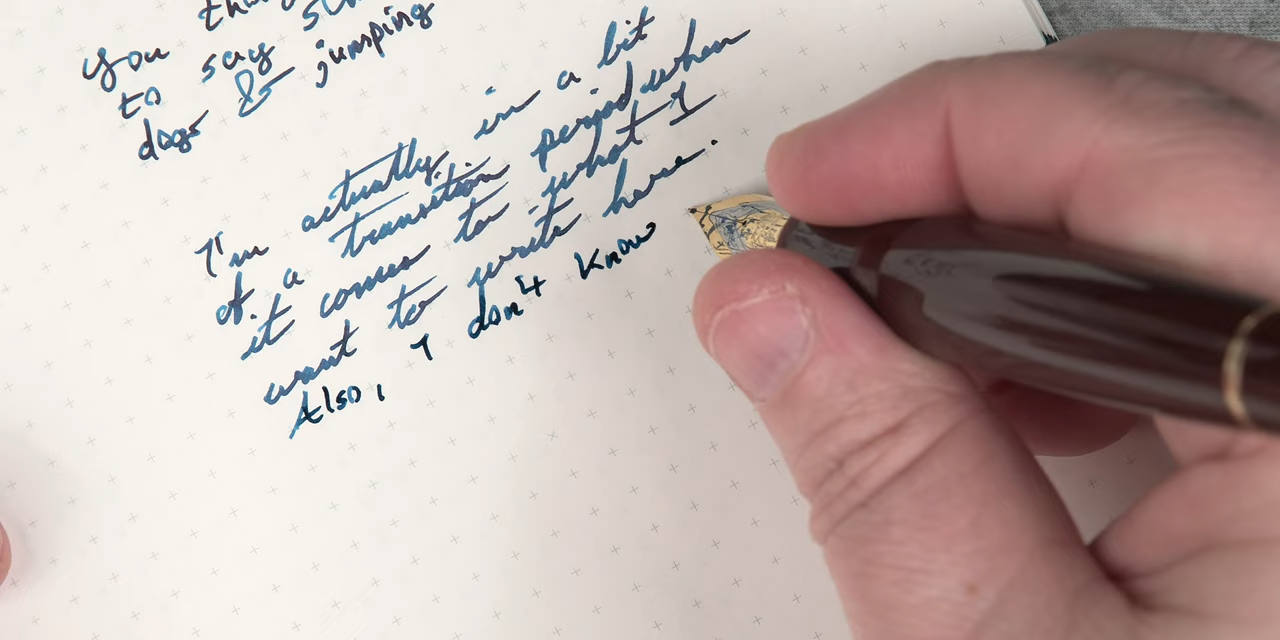 you
to say
dogs & jumping
I'm actually in a bit
of a transition period when
it comes to what I
want to write here.
Also, I don't know